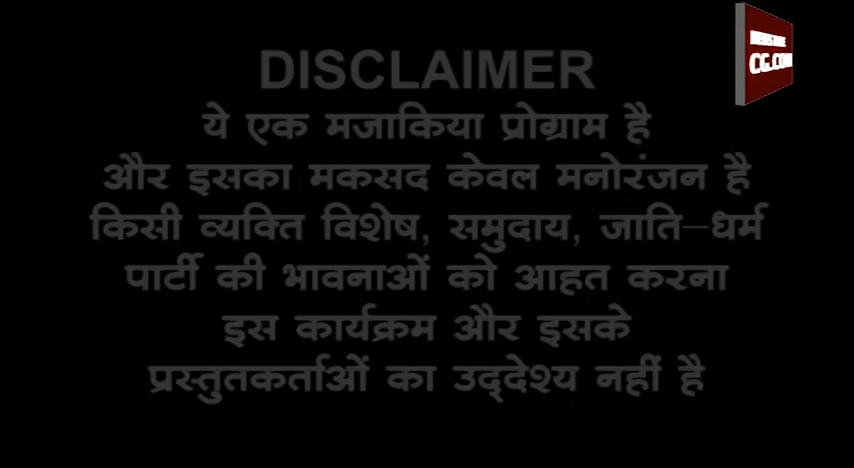 DISCLAIMER
ये एक मजाकिया प्रोग्राम है
और इसका मकसद केवल मनोरंजन है
किसी व्यक्ति विशेष, समुदाय, जाति–धर्म
पार्टी की भावनाओं को आहत करना
इस कार्यक्रम और इसके
प्रस्तुतकर्ताओं का उद्देश्य नहीं है
CG.COM